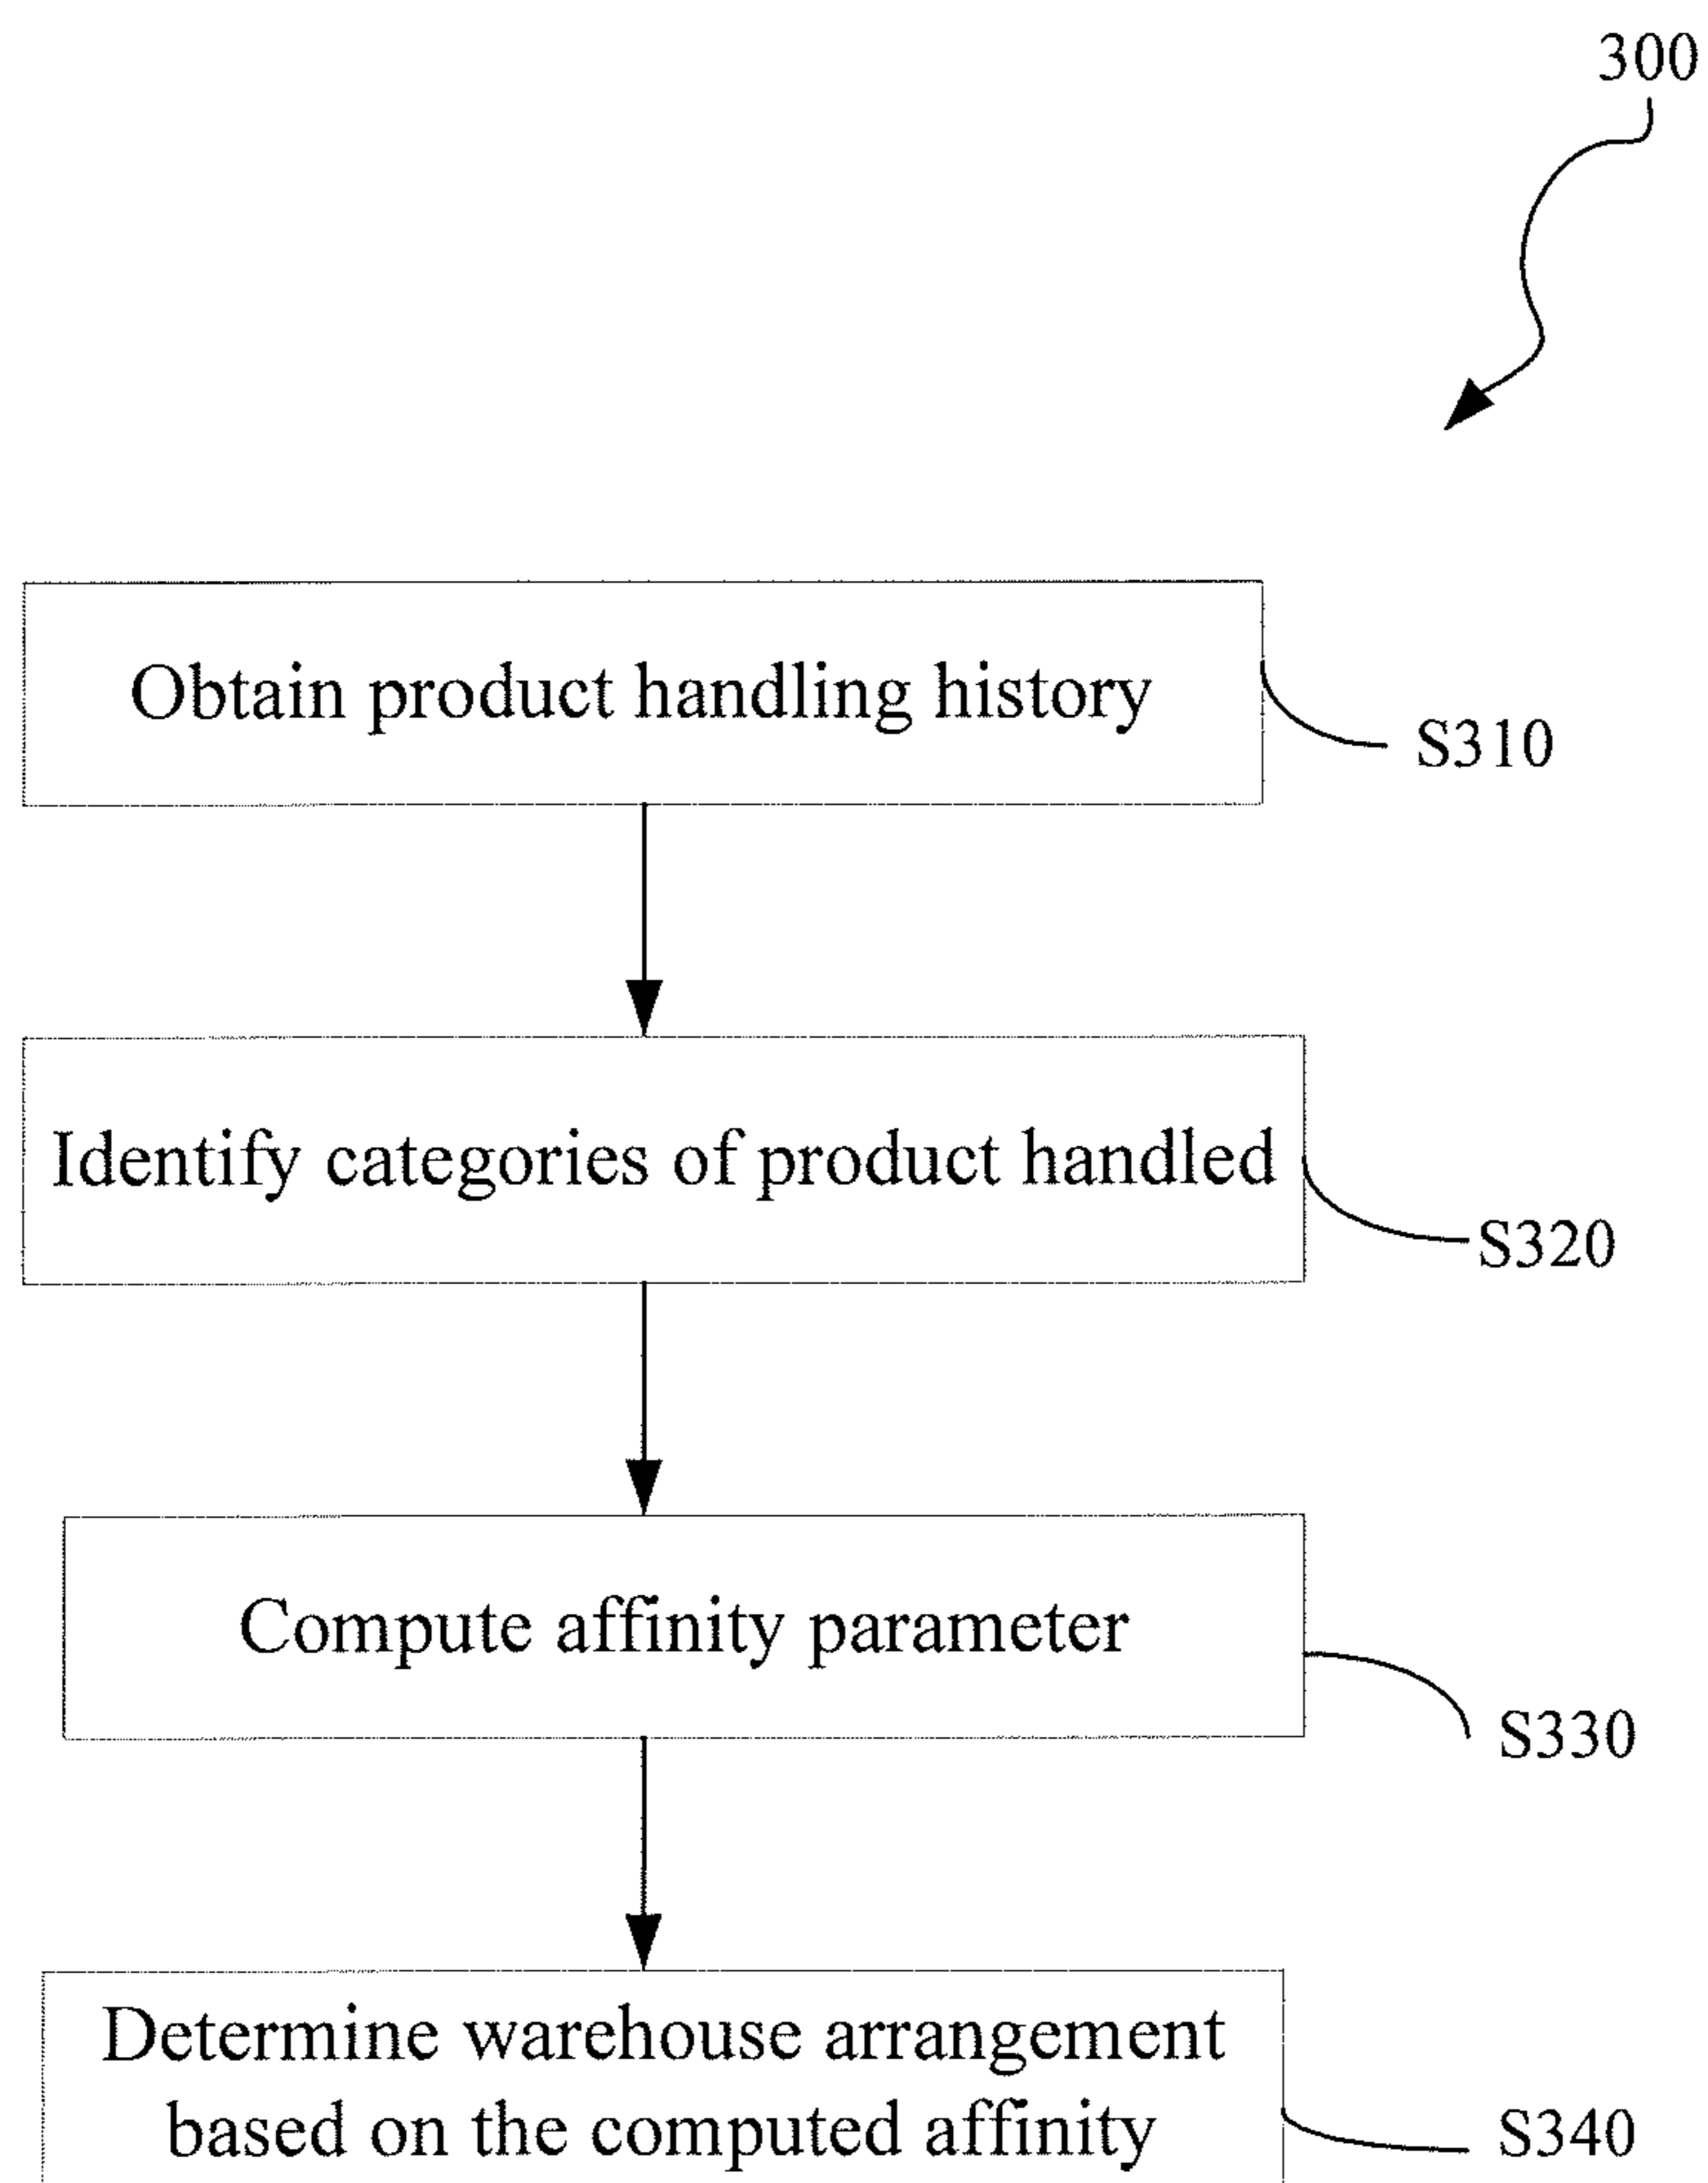 300
Obtain product handling history
S310
Identify categories of product handled
S320
Compute affinity parameter
S330
Determine warehouse arrangement
based on the computed affinity
S340